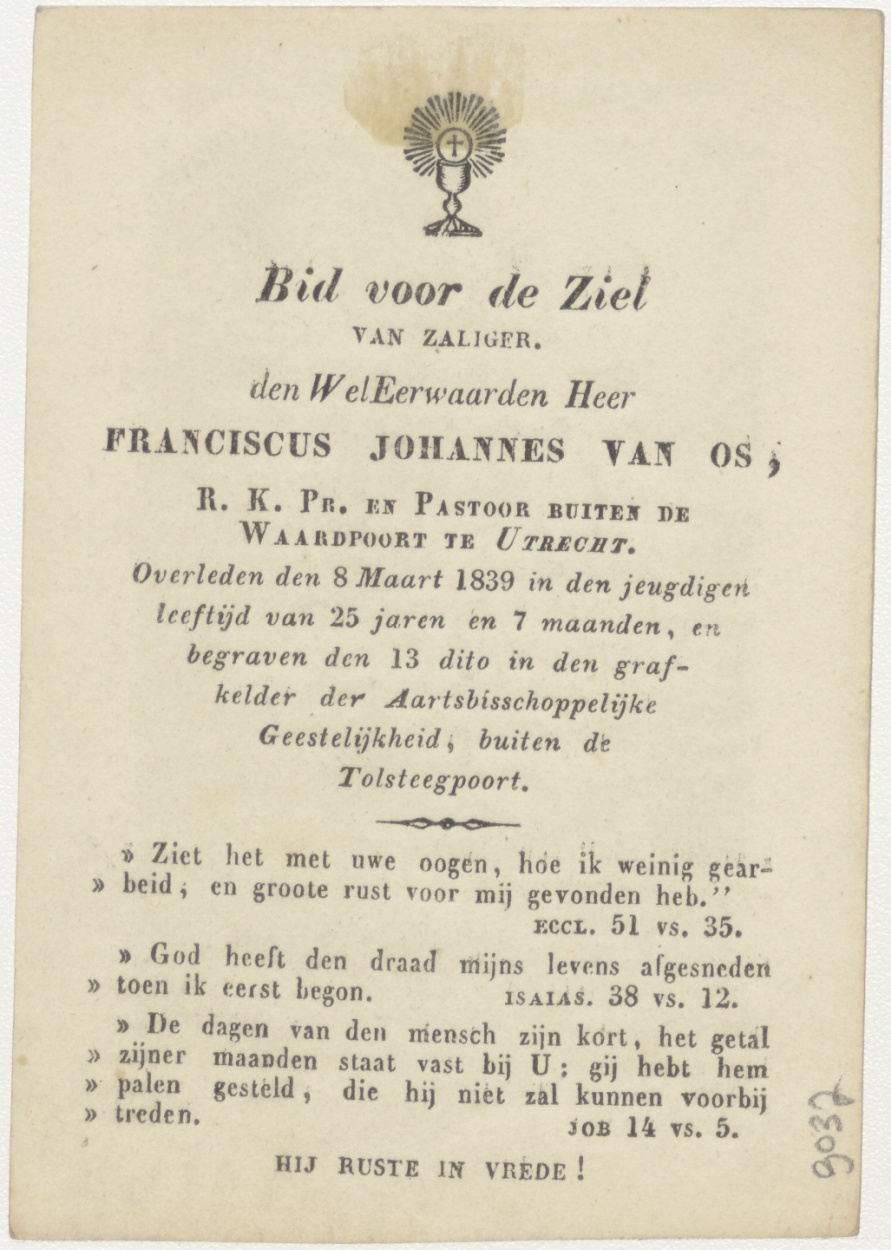 Bid voor de Ziel
VAN ZALIGER.
den WelEerwaarden Heer
FRANCISCUS JOHANNES VAN OS,
R. K. PR. EN PASTOOR BUITEN DE
WAARDPOORT TE UTRECHT.
Overleden den 8 Maart 1839 in den jeugdigen
leeftijd van 25 jaren en 7 maanden, en
begraven den 13 dito in den graf-
kelder der Aartsbisschoppelijke
Geestelijkheid, buiten de
Tolsteegpoort.
» Ziet het met uwe oogen, hoe ik weinig gear-
» beid, en groote rust voor mij gevonden heb.”
ECCL. 51 vs. 35.
» God heeft den draad mijns levens afgesneden
» toen ik eerst begon. ISAIAS. 38 vs. 12.
» De dagen van den mensch zijn kort, het getal
» zijner maanden staat vast bij U: gij hebt hem
» palen gesteld, die hij niet zal kunnen voorbij
» treden. JOB 14 vs. 5.
HIJ RUSTE IN VREDE!
9037